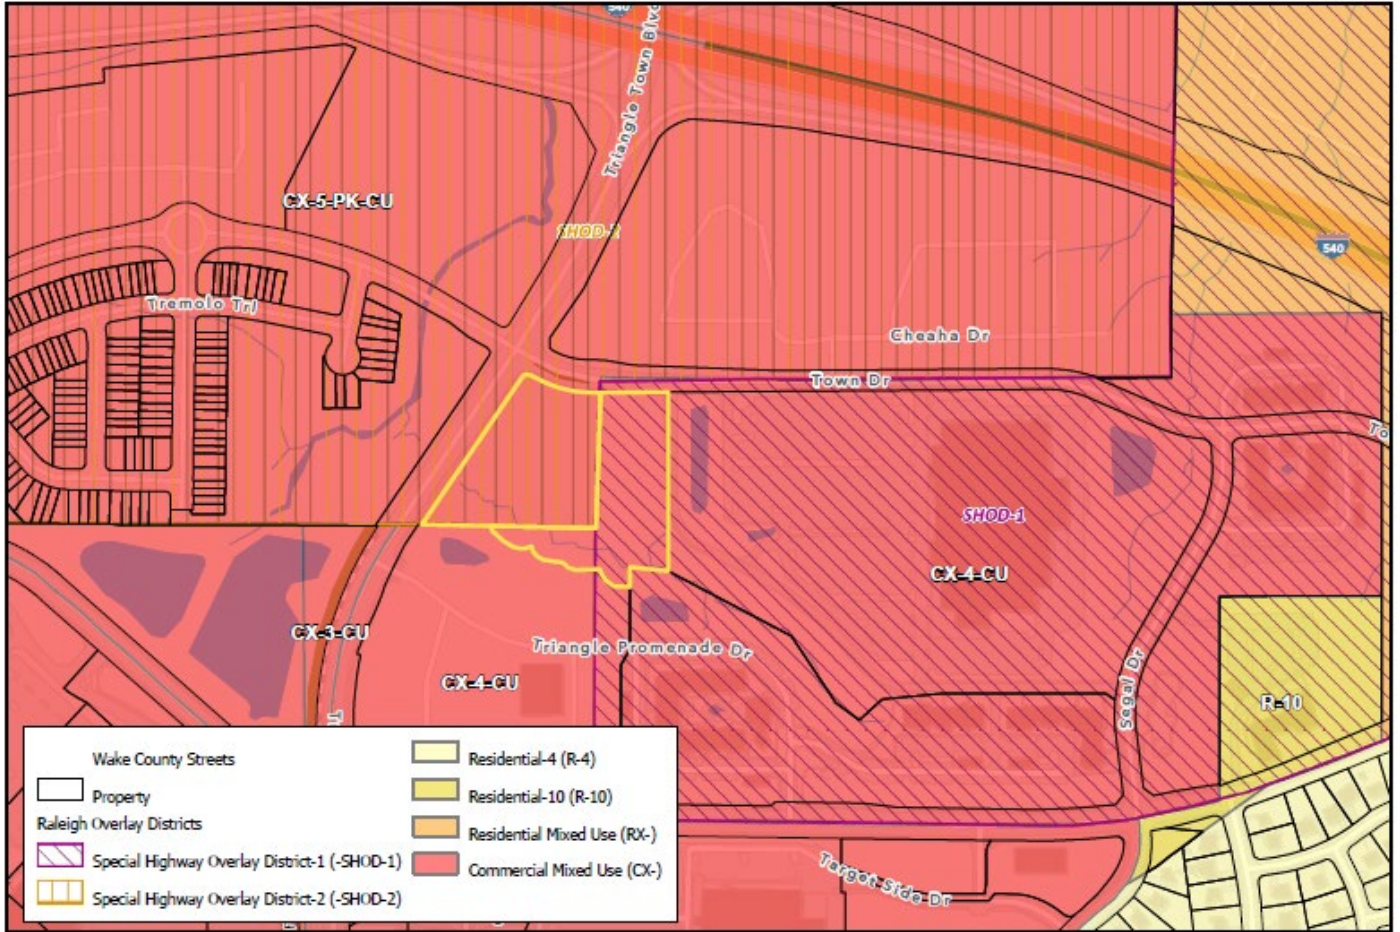 540
Triangle Town Blvd
CX-5-PK-CU
SHOD-2
540
Tremolo Trl
Cheaha Dr
Town Dr
To
SHOD-1
CX-4-CU
CX-3-CU
Triangle Promenade Dr
CX-4-CU
Segal Dr
R-10
Wake County Streets
Property
Raleigh Overlay Districts
Special Highway Overlay District-1 (-SHOD-1)
Special Highway Overlay District-2 (-SHOD-2)
Residential-4 (R-4)
Residential-10 (R-10)
Residential Mixed Use (RX-)
Commercial Mixed Use (CX-)
Target Side Dr